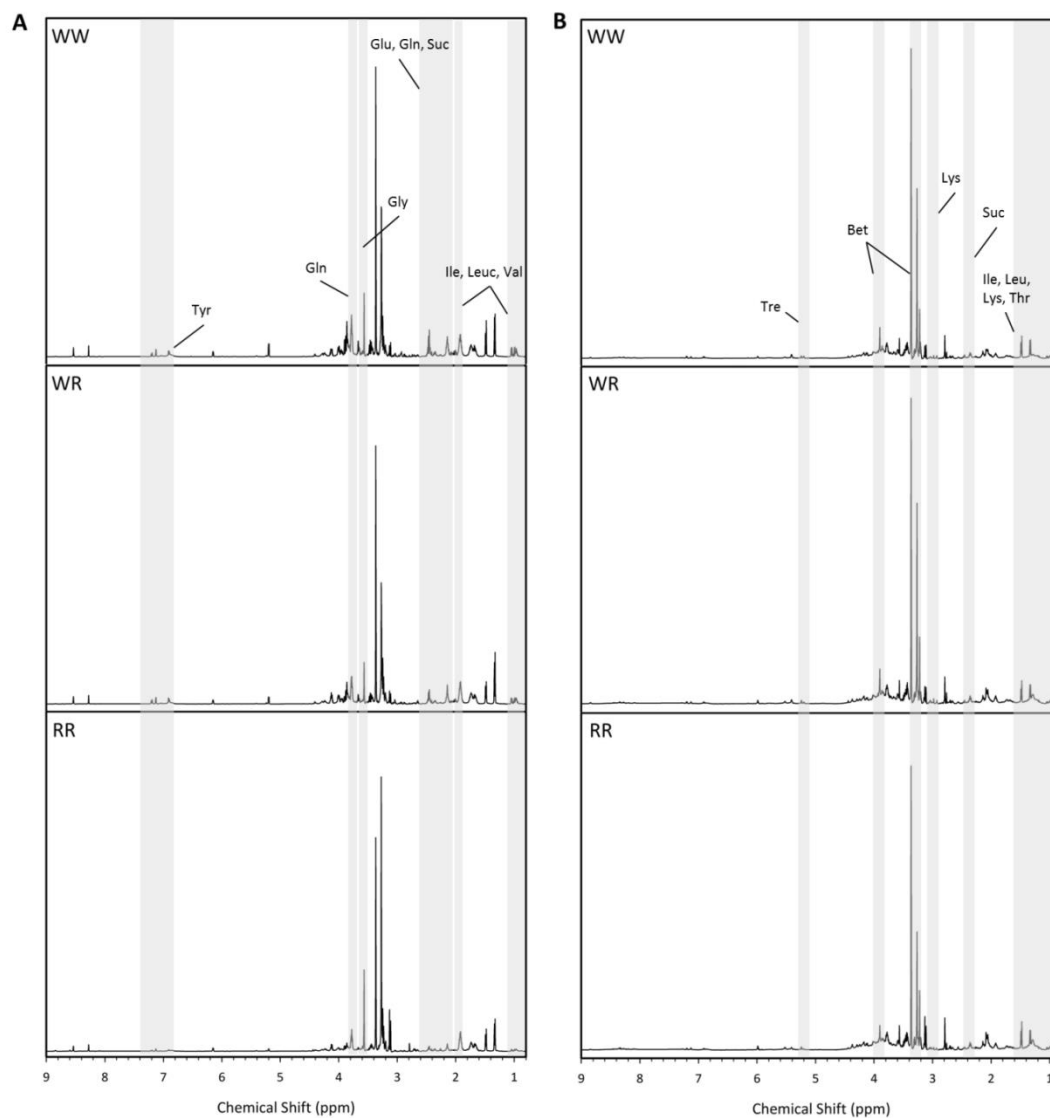 A
WW
Glu, Gln, Suc
Gly
Gln
Ile, Leuc, Val
Tyr
WR
RR
9 8 7 6 5 4 3 2 1
Chemical Shift (ppm)
B
WW
Lys
Suc
Bet
Ile, Leu,
Lys, Thr
Tre
WR
RR
9 8 7 6 5 4 3 2 1
Chemical Shift (ppm)